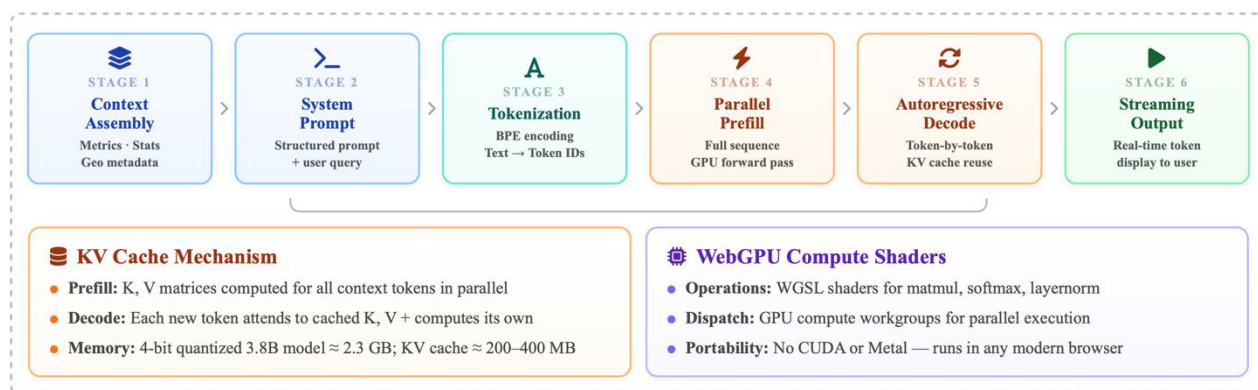 STAGE 1
Context
Assembly
Metrics · Stats
Geo metadata
STAGE 2
System
Prompt
Structured prompt
+ user query
STAGE 3
Tokenization
BPE encoding
Text → Token IDs
STAGE 4
Parallel
Prefill
Full sequence
GPU forward pass
STAGE 5
Autoregressive
Decode
Token-by-token
KV cache reuse
STAGE 6
Streaming
Output
Real-time token
display to user
KV Cache Mechanism
Prefill: K, V matrices computed for all context tokens in parallel
Decode: Each new token attends to cached K, V + computes its own
Memory: 4-bit quantized 3.8B model ≈ 2.3 GB; KV cache ≈ 200–400 MB
WebGPU Compute Shaders
Operations: WGSL shaders for matmul, softmax, layernorm
Dispatch: GPU compute workgroups for parallel execution
Portability: No CUDA or Metal — runs in any modern browser